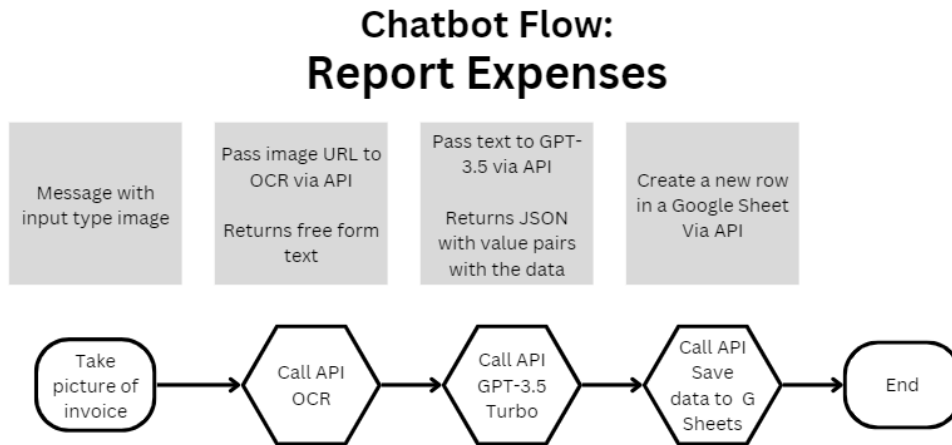 Chatbot Flow:
Report Expenses
Message with
input type image
Pass image URL to
OCR via API
Returns free form
text
Pass text to GPT-
3.5 via API
Returns JSON
with value pairs
with the data
Create a new row
in a Google Sheet
Via API
Take
picture of
invoice
Call API
OCR
Call API
GPT-3.5
Turbo
Call API
Save
data to G
Sheets
End